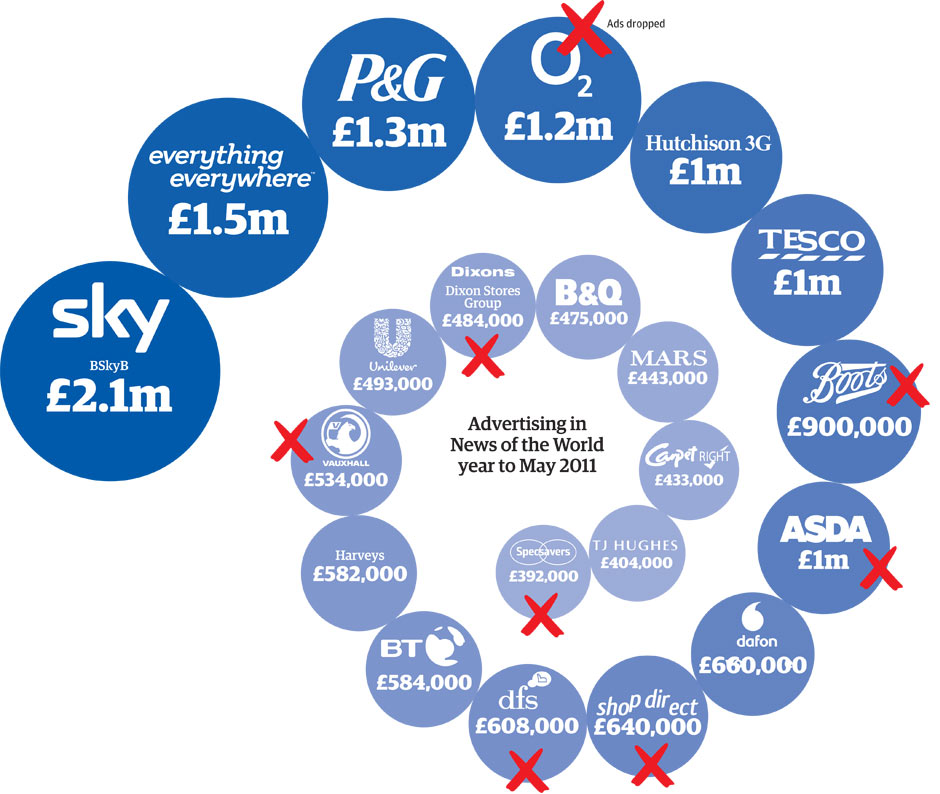 Ads dropped
sky
BSkyB
£2.1m
everything
everywhere
£1.5m
P&G
£1.3m
O2
£1.2m
Hutchison 3G
£1m
TESCO
£1m
Boots
£900,000
ASDA
£1m
dafon
£660,000
shop direct
£640,000
dfs
£608,000
BT
£584,000
Harveys
£582,000
VAUXHALL
£534,000
Unilever
£493,000
Dixons
Dixon Stores
Group
£484,000
B&Q
£475,000
MARS
£443,000
Carpet RIGHT
£433,000
TJ HUGHES
£404,000
Specsavers
£392,000
Advertising in
News of the World
year to May 2011